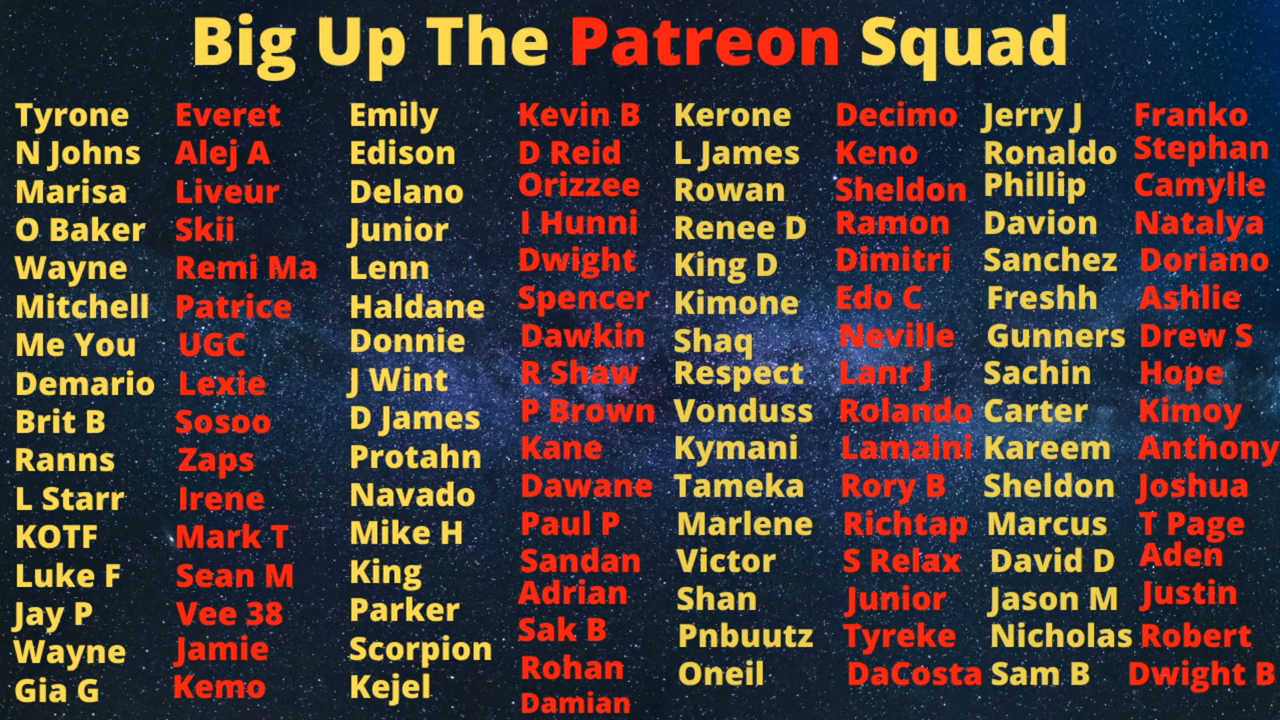 Big Up The Patreon Squad
Tyrone
N Johns
Marisa
O Baker
Wayne
Mitchell
Me You
Demario
Brit B
Ranns
L Starr
KOTF
Luke F
Jay P
Wayne
Gia G
Everet
Alej A
Liveur
Skii
Remi Ma
Patrice
UGC
Lexie
Sosoo
Zaps
Irene
Mark T
Sean M
Vee 38
Jamie
Kemo
Emily
Edison
Delano
Junior
Lenn
Haldane
Donnie
J Wint
D James
Protahn
Navado
Mike H
King
Parker
Scorpion
Kejel
Kevin B
D Reid
Orizzee
I Hunni
Dwight
Spencer
Dawkin
R Shaw
P Brown
Kane
Dawane
Paul P
Sandan
Adrian
Sak B
Rohan
Damian
Kerone
L James
Rowan
Renee D
King D
Kimone
Shaq
Respect
Vonduss
Kymani
Tameka
Marlene
Victor
Shan
Pnbuutz
Oneil
Decimo
Keno
Sheldon
Ramon
Dimitri
Edo C
Neville
Lanr J
Rolando
Lamaini
Rory B
Richtap
S Relax
Junior
Tyreke
DaCosta
Jerry J
Ronaldo
Phillip
Davion
Sanchez
Freshh
Gunners
Sachin
Carter
Kareem
Sheldon
Marcus
David D
Jason M
Nicholas
Sam B
Franko
Stephan
Camylle
Natalya
Doriano
Ashlie
Drew S
Hope
Kimoy
Anthony
Joshua
T Page
Aden
Justin
Robert
Dwight B